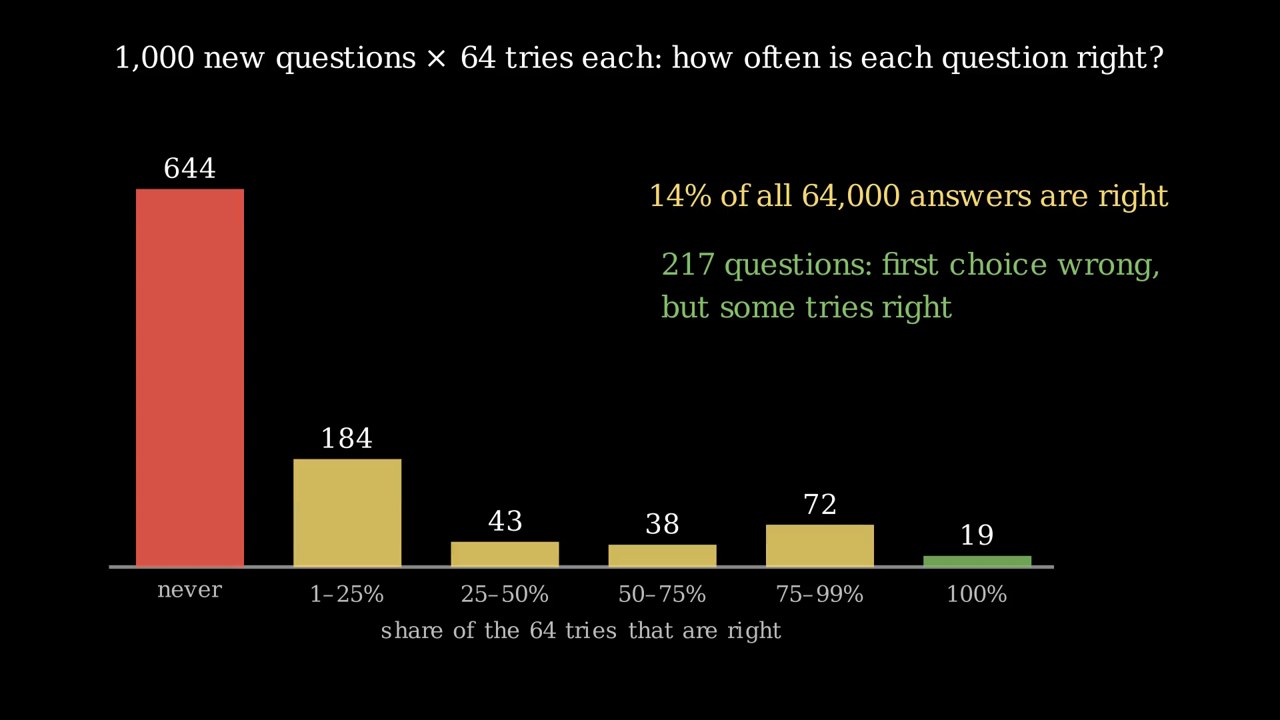 1,000 new questions × 64 tries each: how often is each question right?
644
14% of all 64,000 answers are right
217 questions: first choice wrong,
but some tries right
184
43
38
72
19
never
1–25%
25–50%
50–75%
75–99%
100%
share of the 64 tries that are right